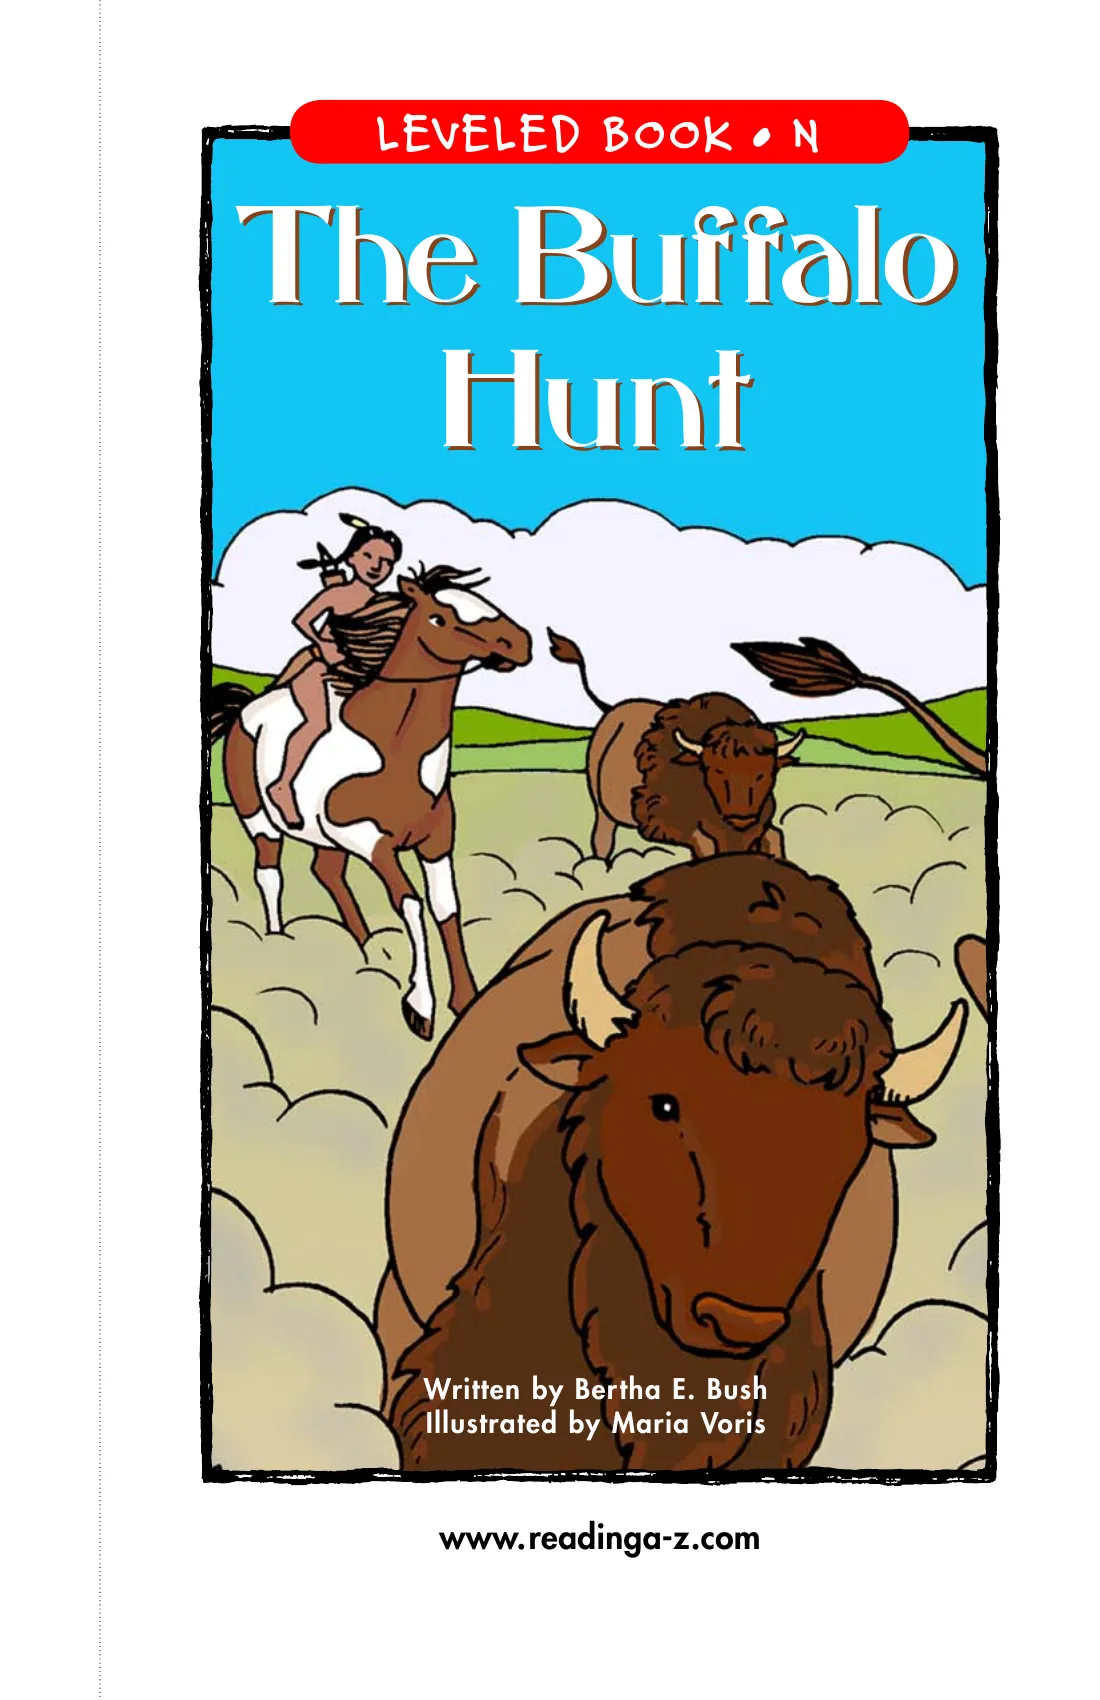 LEVELED BOOK • N
The Buffalo
Hunt
Written by Bertha E. Bush
Illustrated by Maria Voris
www.readinga-z.com